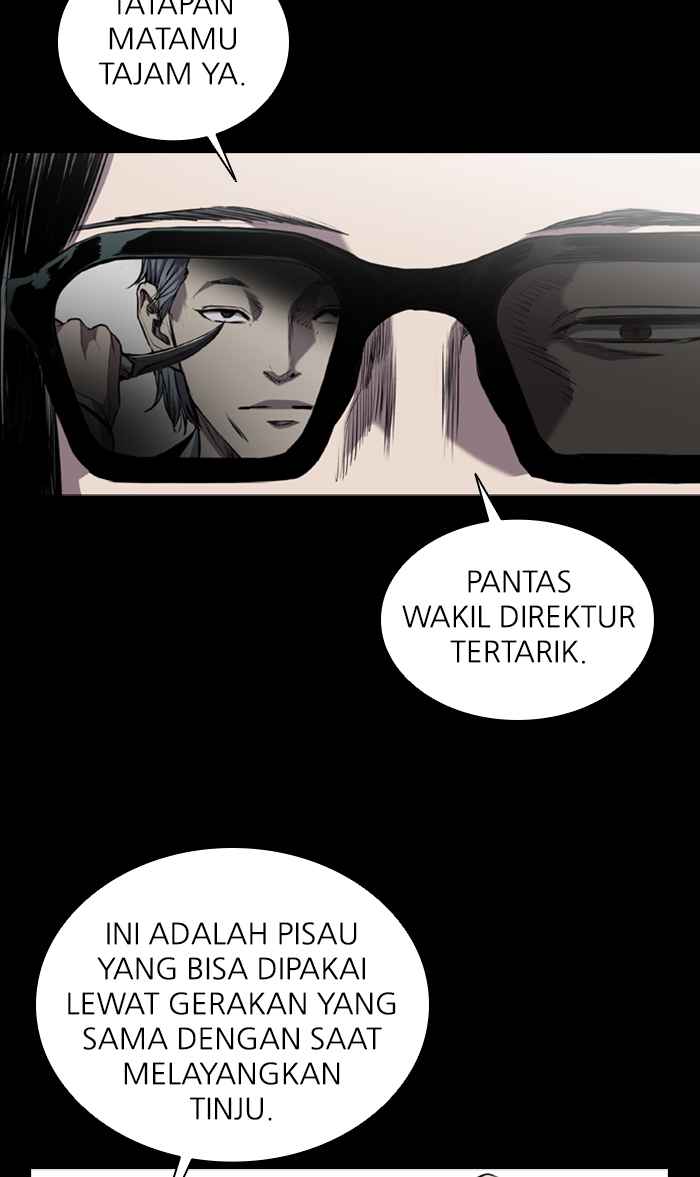 TATAPAN
MATAMU
TAJAM YA.
PANTAS
WAKIL DIREKTUR
TERTARIK.
INI ADALAH PISAU
YANG BISA DIPAKAI
LEWAT GERAKAN YANG
SAMA DENGAN SAAT
MELAYANGKAN
TINJU.